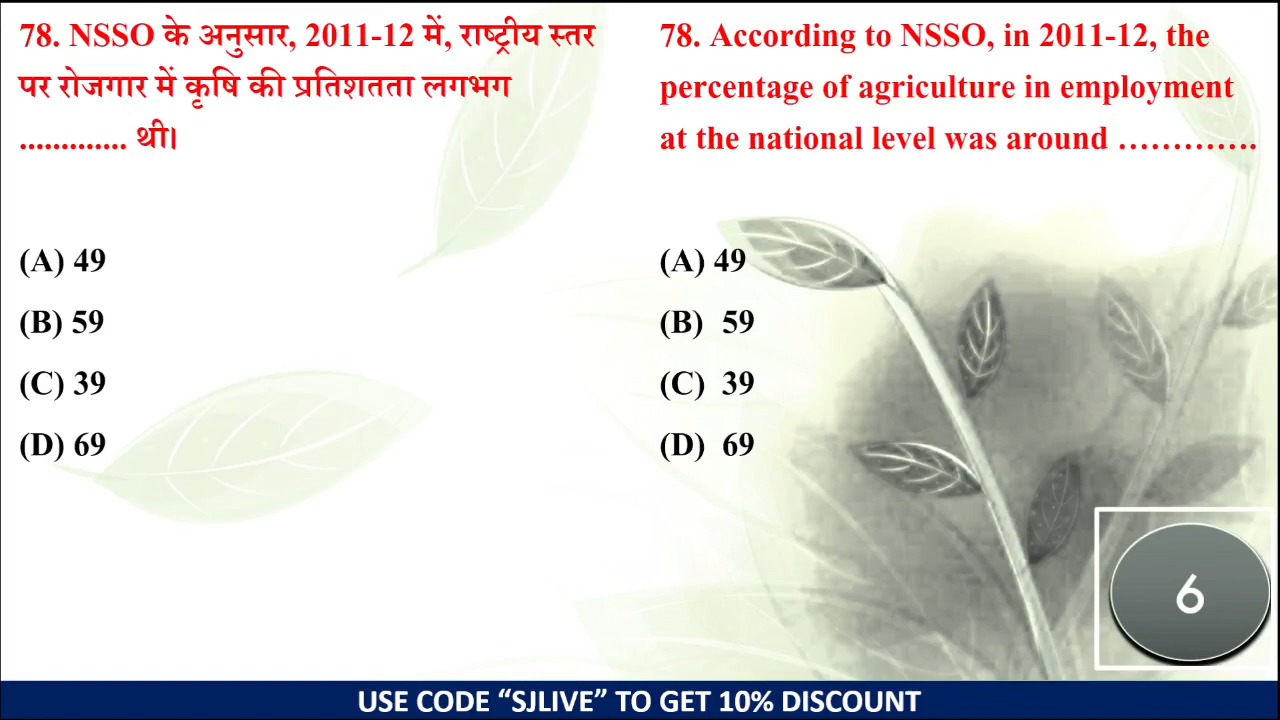 78. NSSO के अनुसार, 2011-12 में, राष्ट्रीय स्तर
पर रोजगार में कृषि की प्रतिशतता लगभग
............. थी।
(A) 49
(B) 59
(C) 39
(D) 69
78. According to NSSO, in 2011-12, the
percentage of agriculture in employment
at the national level was around ………….
(A) 49
(B) 59
(C) 39
(D) 69
6
USE CODE “SJLIVE” TO GET 10% DISCOUNT